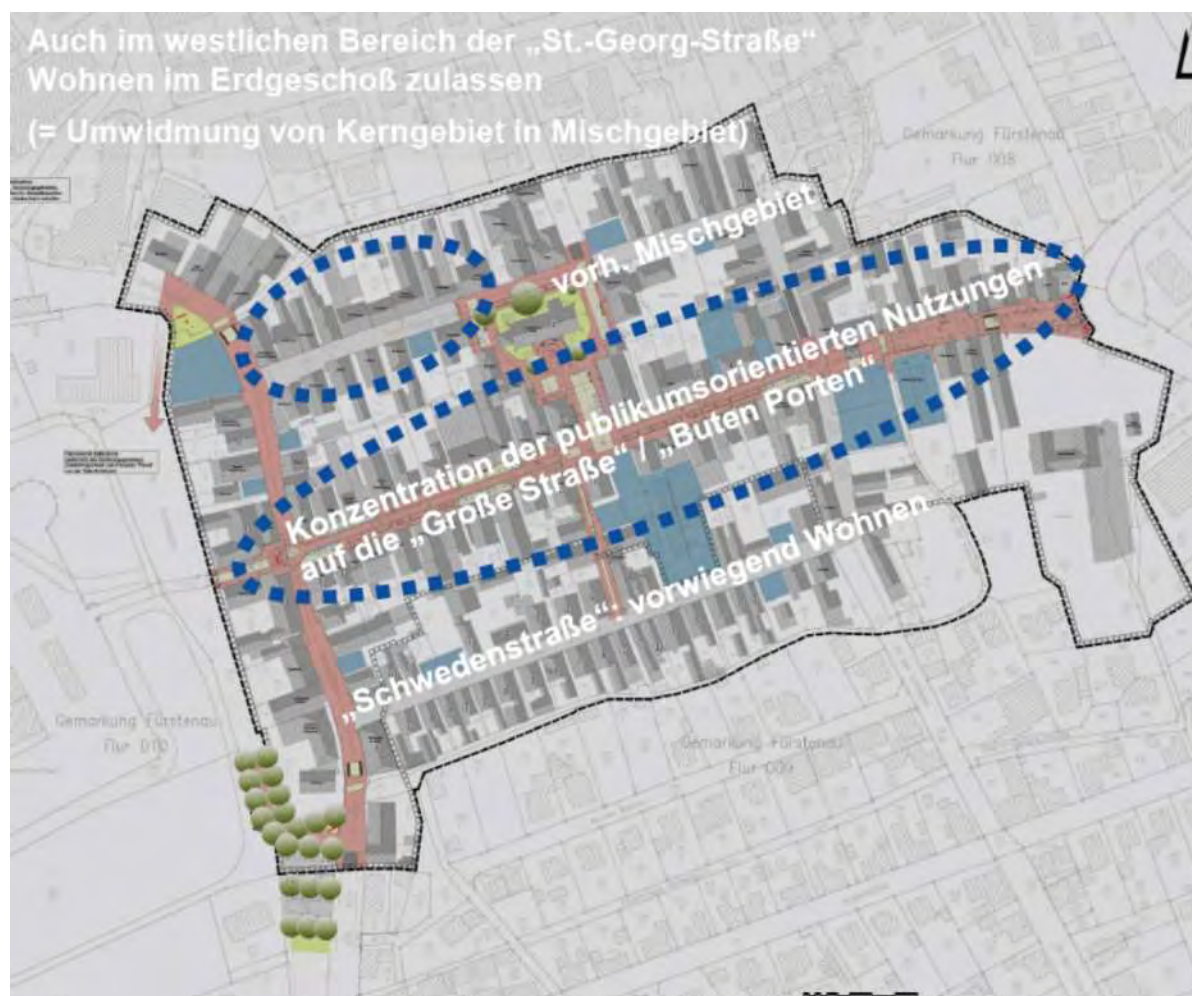 Auch im westlichen Bereich der „St.-Georg-Straße“
Wohnen im Erdgeschoß zulassen
(= Umwidmung von Kerngebiet in Mischgebiet)
Gemarkung Fürstenau
Flur 008
vorh. Mischgebiet
Konzentration der publikumsorientierten Nutzungen
auf die „Große Straße“ / „Buten Porten“
„Schwedenstraße“: vorwiegend Wohnen
Gemarkung Fürstenau
Flur 010
Gemarkung Fürstenau
Flur 009